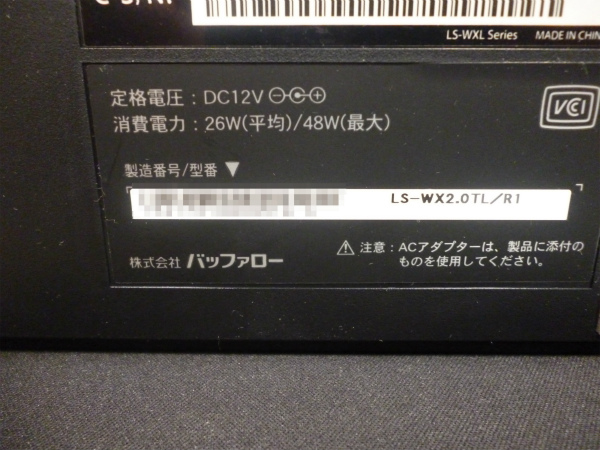 LS-WXL Series MADE IN CHIN
定格電圧：DC12V
消費電力：26W(平均)/48W(最大)
VCI
製造番号/型番▼
LS-WX2.0TL/R1
株式会社 バッファロー
⚠注意：ACアダプターは、製品に添付の
ものを使用してください。